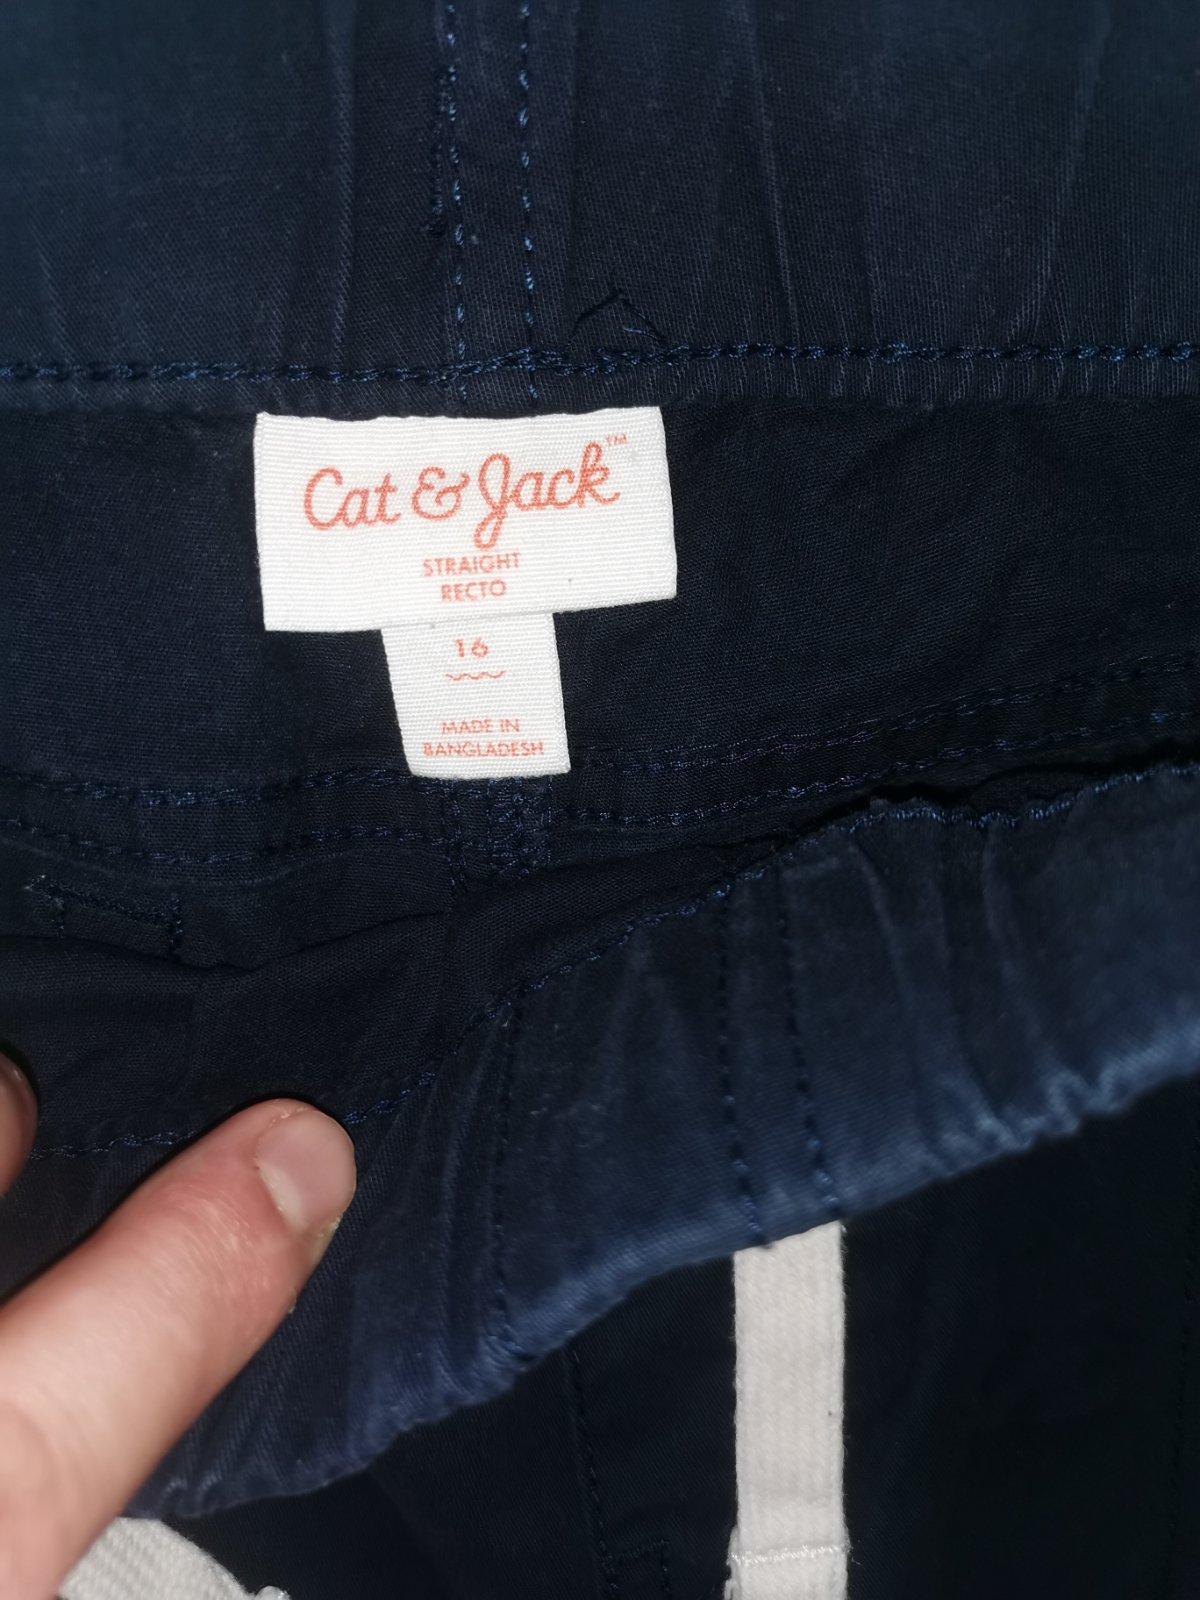 Cat & Jack™
STRAIGHT
RECTO
16
MADE IN
BANGLADESH